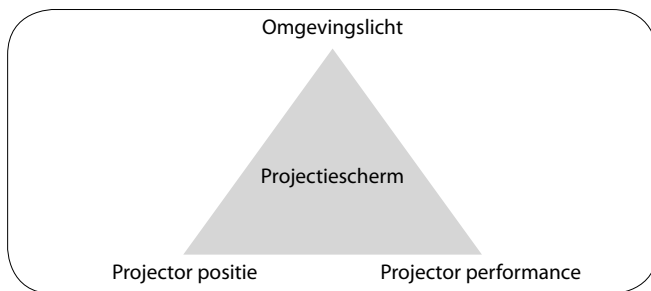 Omgevingslicht
Projectiescherm
Projector positie
Projector performance